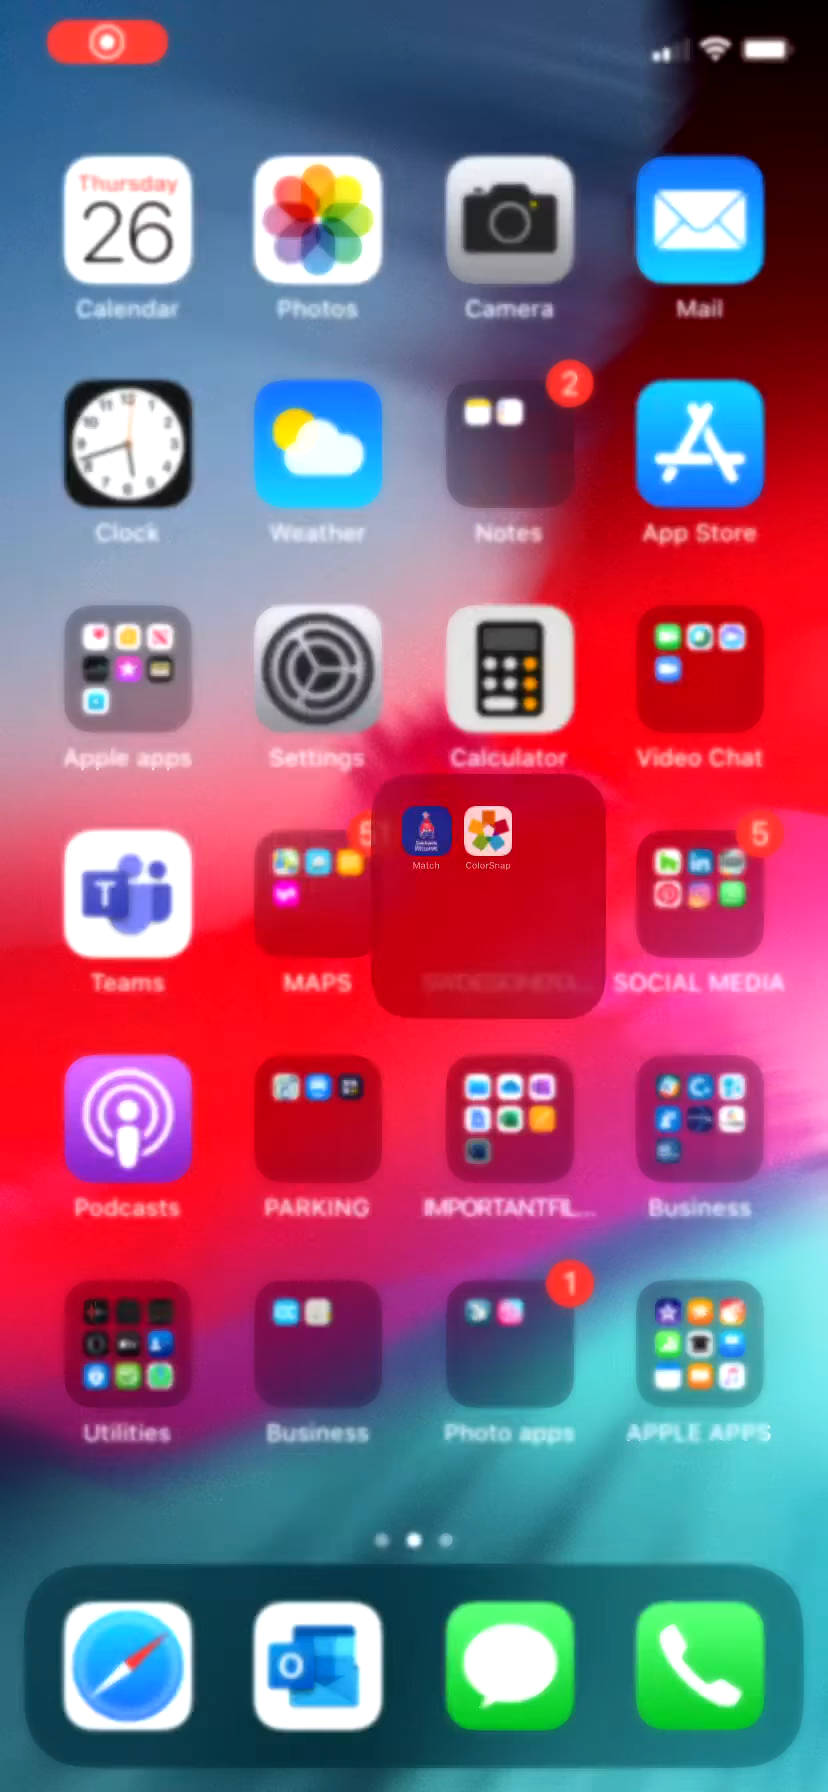 Thursday
26
Calendar
Photos
Camera
Mail
2
Clock
Weather
Notes
App Store
Apple apps
Settings
Calculator
Video Chat
Match
ColorSnap
5
T
Teams
MAPS
SOCIAL MEDIA
Podcasts
PARKING
IMPORTANTFIL...
Business
1
Utilities
Business
Photo apps
APPLE APPS
O